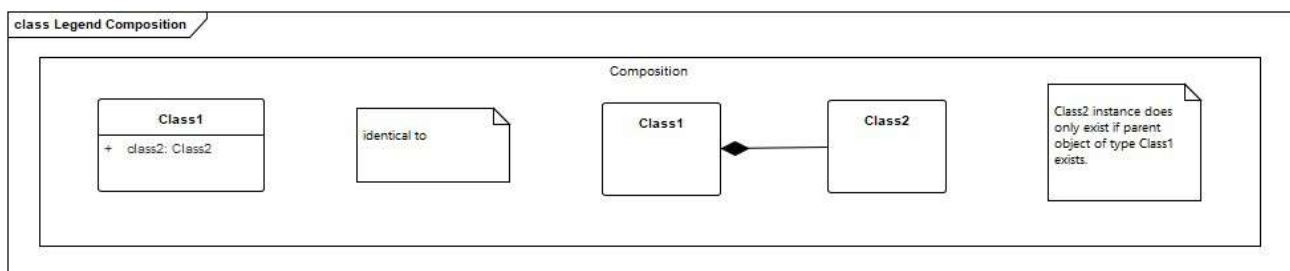 class Legend Composition
Composition
Class1
+ class2: Class2
identical to
Class1
Class2
Class2 instance does
only exist if parent
object of type Class1
exists.